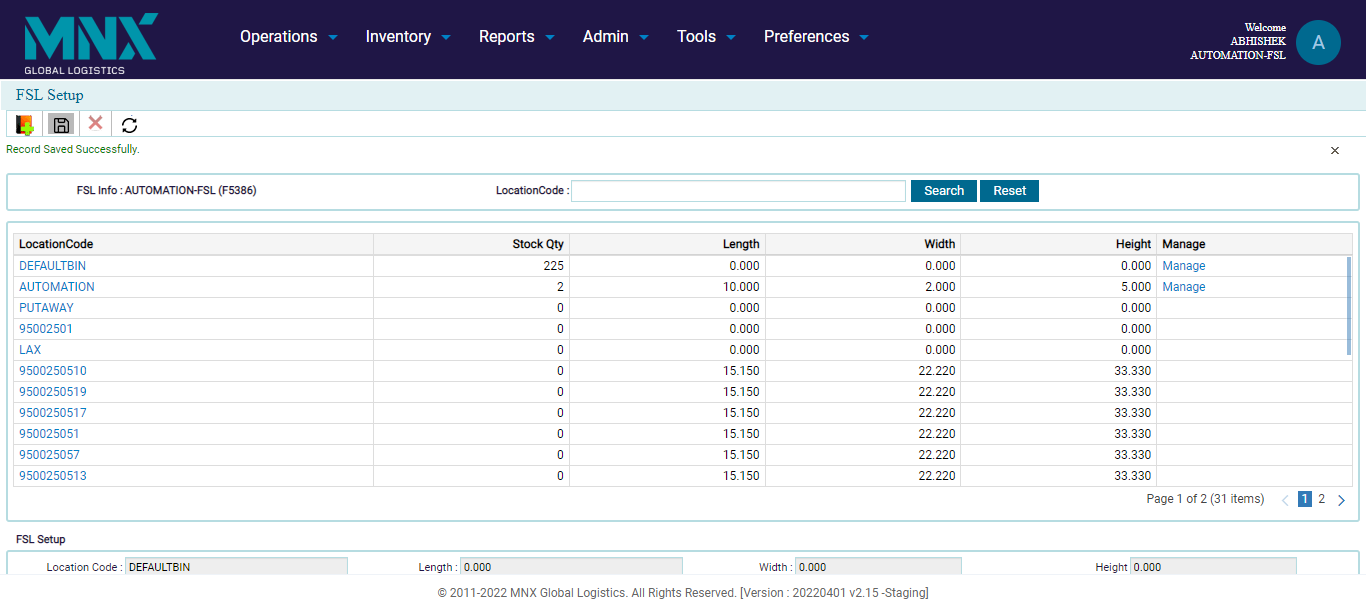 MNX
GLOBAL LOGISTICS
Operations Inventory Reports Admin Tools Preferences
Welcome
ABHISHEK
AUTOMATION-FSL
A
FSL Setup
Record Saved Successfully.
FSL Info : AUTOMATION-FSL (F5386) LocationCode : Search Reset
LocationCode Stock Qty Length Width Height Manage
DEFAULTBIN 225 0.000 0.000 0.000 Manage
AUTOMATION 2 10.000 2.000 5.000 Manage
PUTAWAY 0 0.000 0.000 0.000
95002501 0 0.000 0.000 0.000
LAX 0 0.000 0.000 0.000
9500250510 0 15.150 22.220 33.330
9500250519 0 15.150 22.220 33.330
9500250517 0 15.150 22.220 33.330
950025051 0 15.150 22.220 33.330
950025057 0 15.150 22.220 33.330
9500250513 0 15.150 22.220 33.330
Page 1 of 2 (31 items) 1 2
FSL Setup
Location Code : DEFAULTBIN Length : 0.000 Width : 0.000 Height 0.000
© 2011-2022 MNX Global Logistics. All Rights Reserved. [Version : 20220401 v2.15 -Staging]